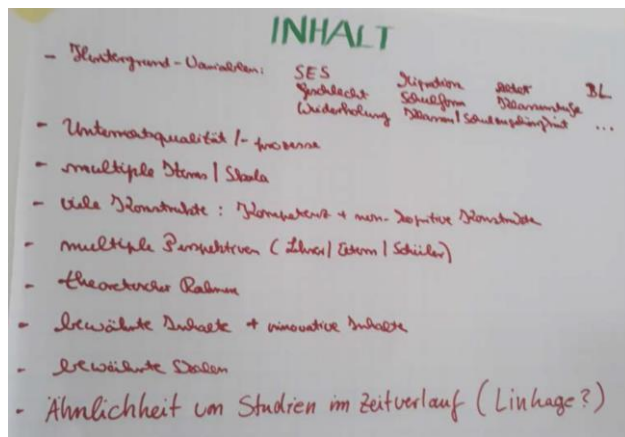 INHALT
- Hintergrund-Variablen: SES Migration Alter BL
Geschlecht Schulform Klassenstufe
Wiederholung Klassen/Schulzugehörigkeit ...
- Unterrichtsqualität/-prozesse
- multiple Items/Skala
- viele Konstrukte: Kompetenz + non-kognitive Konstrukte
- multiple Perspektiven (Lehrer/Eltern/Schüler)
- theoretischer Rahmen
- bewährte Inhalte + innovative Inhalte
- bewährte Skalen
- Ähnlichkeit von Studien im Zeitverlauf (Linkage?)